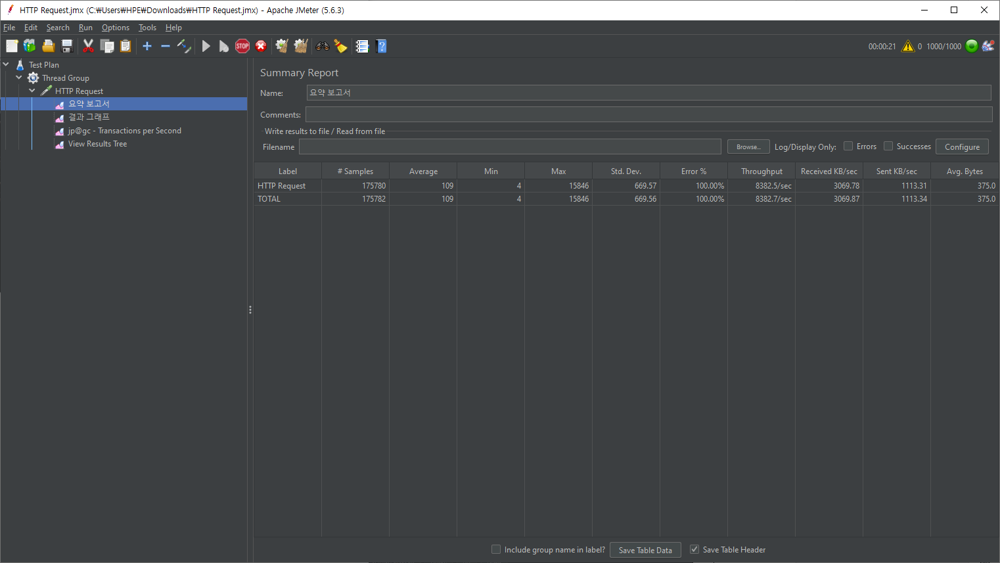 HTTP Request.jmx (C:₩Users₩HPE₩Downloads₩HTTP Request.jmx) - Apache JMeter (5.6.3)
File Edit Search Run Options Tools Help
STOP 00:00:21 0 1000/1000
Test Plan
Thread Group
HTTP Request
요약 보고서
결과 그래프
jp@gc - Transactions per Second
View Results Tree
Summary Report
Name: 요약 보고서
Comments:
Write results to file / Read from file
Filename Browse... Log/Display Only: Errors Successes Configure
Label # Samples Average Min Max Std. Dev. Error % Throughput Received KB/sec Sent KB/sec Avg. Bytes
HTTP Request 175780 109 4 15846 669.57 100.00% 8382.5/sec 3069.78 1113.31 375.0
TOTAL 175782 109 4 15846 669.56 100.00% 8382.7/sec 3069.87 1113.34 375.0
Include group name in label? Save Table Data Save Table Header